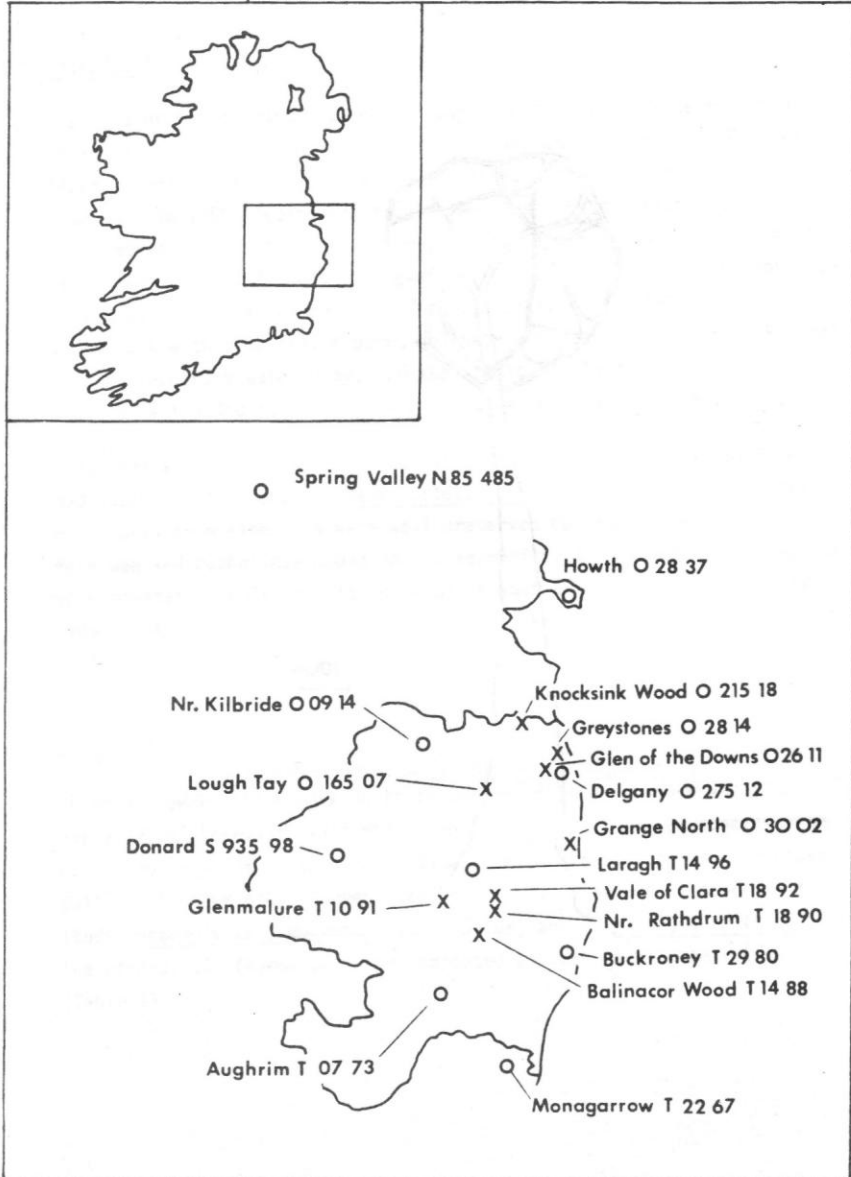 Spring Valley N 85 485
Howth O 28 37
Knocksink Wood O 215 18
Nr. Kilbride O 09 14
Greystones O 28 14
Glen of the Downs O 26 11
Lough Tay O 165 07
Delgany O 275 12
Grange North O 30 02
Donard S 935 98
Laragh T 14 96
Vale of Clara T 18 92
Glenmalure T 10 91
Nr. Rathdrum T 18 90
Buckroney T 29 80
Balinacor Wood T 14 88
Aughrim T 07 73
Monagarrow T 22 67